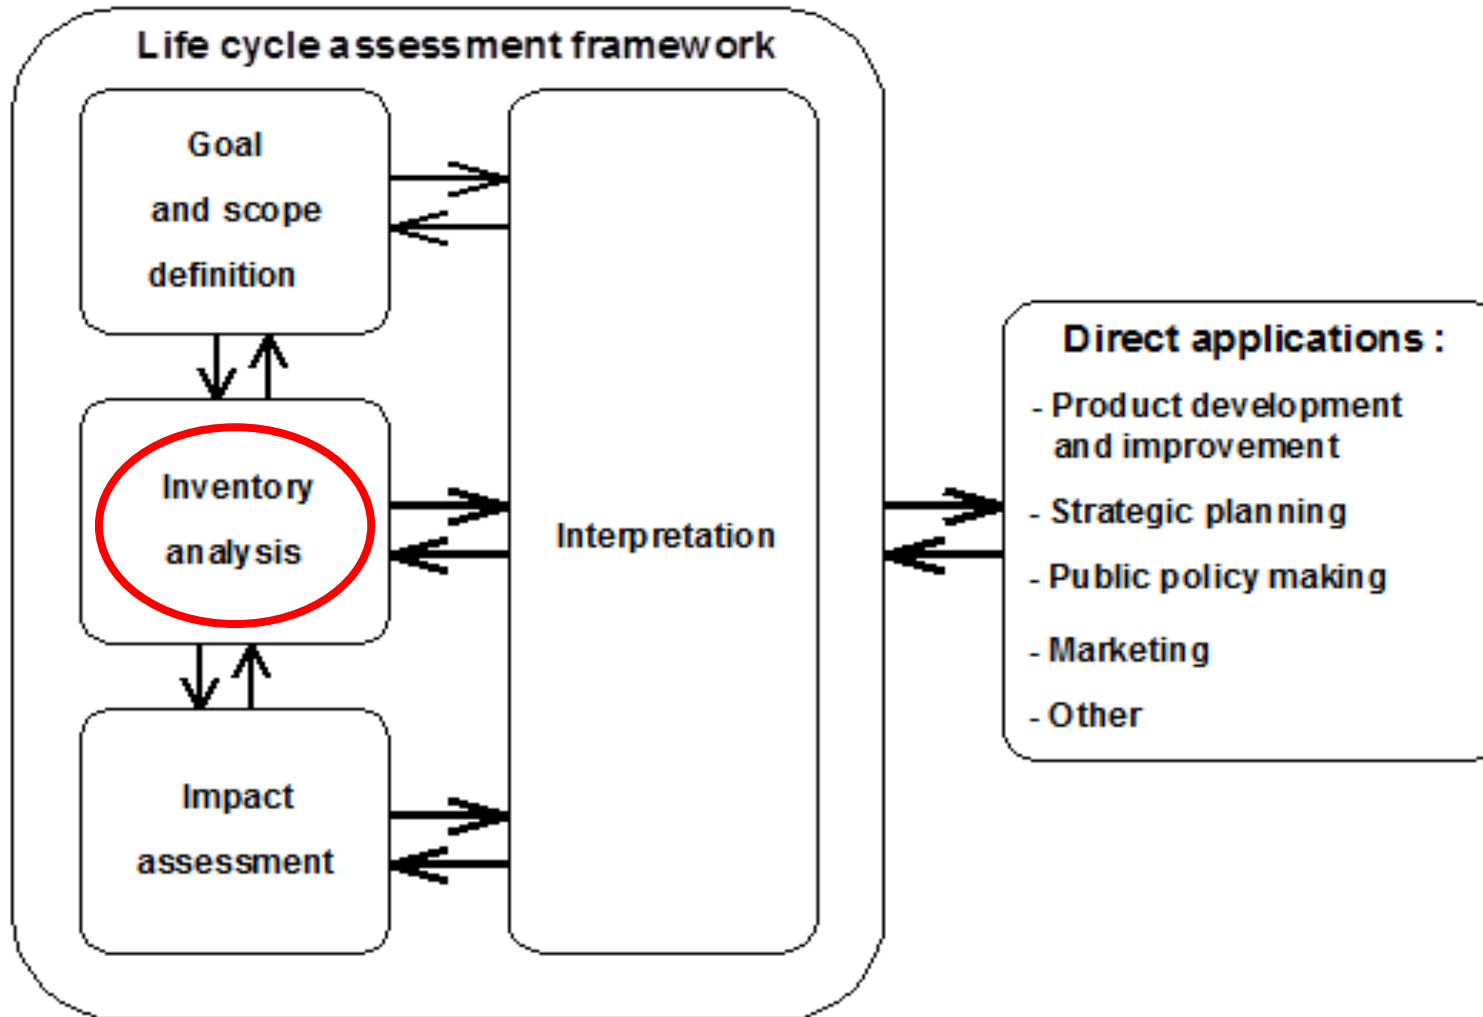 Life cycle assessment framework
Goal
and scope
definition
Inventory
analysis
Impact
assessment
Interpretation
Direct applications :
- Product development
and improvement
- Strategic planning
- Public policy making
- Marketing
- Other